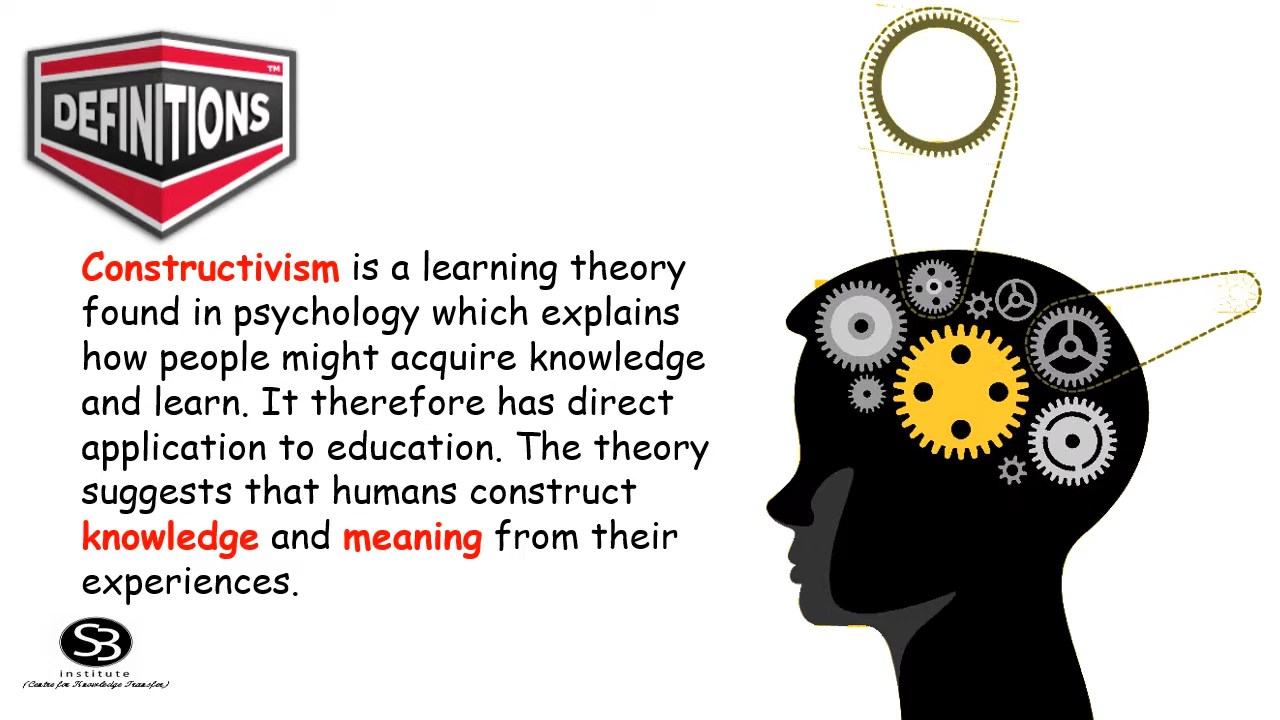 DEFINITIONS
TM
Constructivism is a learning theory
found in psychology which explains
how people might acquire knowledge
and learn. It therefore has direct
application to education. The theory
suggests that humans construct
knowledge and meaning from their
experiences.
S3
institute
(Centre for Knowledge Transfer)